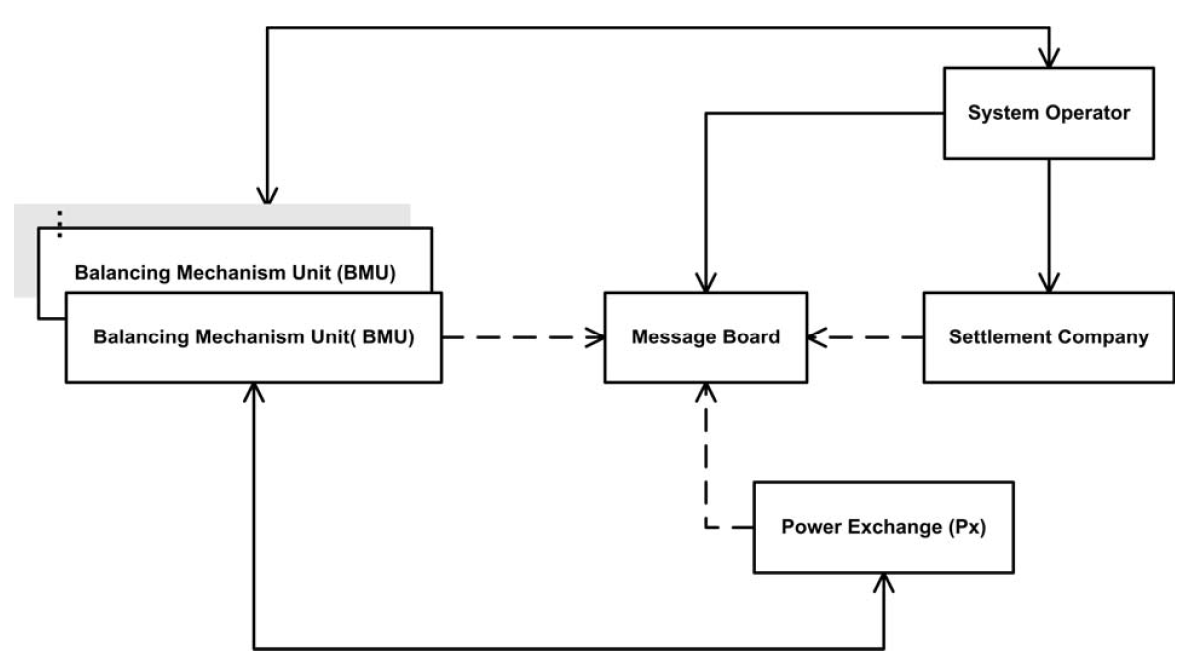 System Operator
Balancing Mechanism Unit (BMU)
Balancing Mechanism Unit( BMU)
Message Board
Settlement Company
Power Exchange (Px)